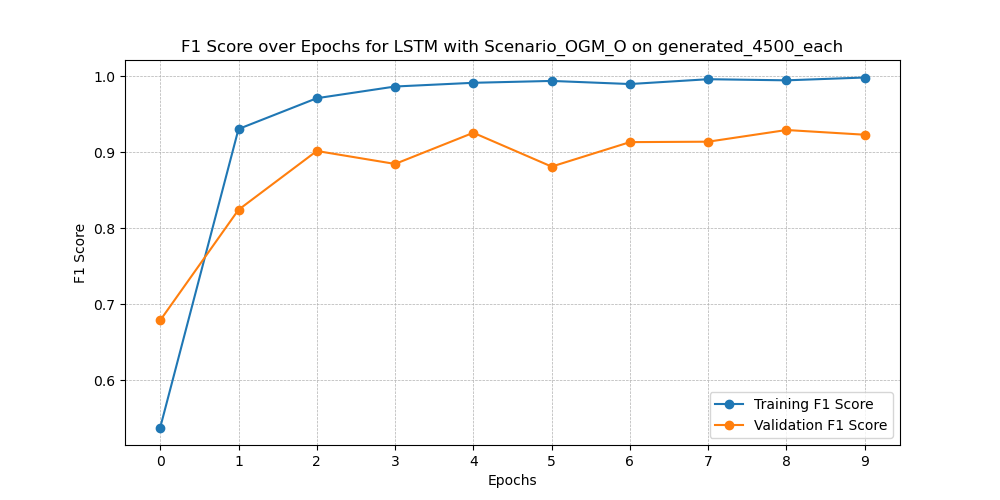 F1 Score over Epochs for LSTM with Scenario_OGM_O on generated_4500_each
F1 Score
1.0
0.9
0.8
0.7
0.6
0 1 2 3 4 5 6 7 8 9
Epochs
Training F1 Score
Validation F1 Score